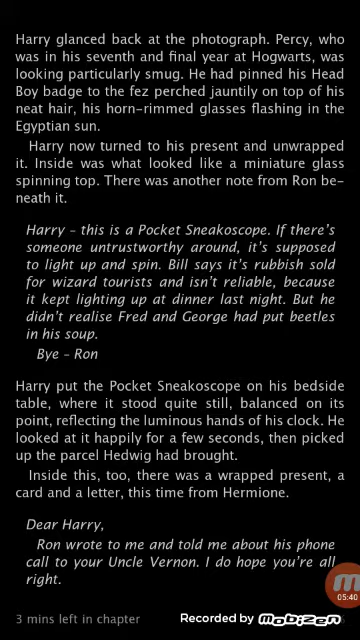 Harry glanced back at the photograph. Percy, who
was in his seventh and final year at Hogwarts, was
looking particularly smug. He had pinned his Head
Boy badge to the fez perched jauntily on top of his
neat hair, his horn-rimmed glasses flashing in the
Egyptian sun.
Harry now turned to his present and unwrapped
it. Inside was what looked like a miniature glass
spinning top. There was another note from Ron be-
neath it.
Harry – this is a Pocket Sneakoscope. If there's
someone untrustworthy around, it's supposed
to light up and spin. Bill says it's rubbish sold
for wizard tourists and isn't reliable, because
it kept lighting up at dinner last night. But he
didn't realise Fred and George had put beetles
in his soup.
Bye – Ron
Harry put the Pocket Sneakoscope on his bedside
table, where it stood quite still, balanced on its
point, reflecting the luminous hands of his clock. He
looked at it happily for a few seconds, then picked
up the parcel Hedwig had brought.
Inside this, too, there was a wrapped present, a
card and a letter, this time from Hermione.
Dear Harry,
Ron wrote to me and told me about his phone
call to your Uncle Vernon. I do hope you're all
right.
05:40
3 mins left in chapter
Recorded by Mobizen